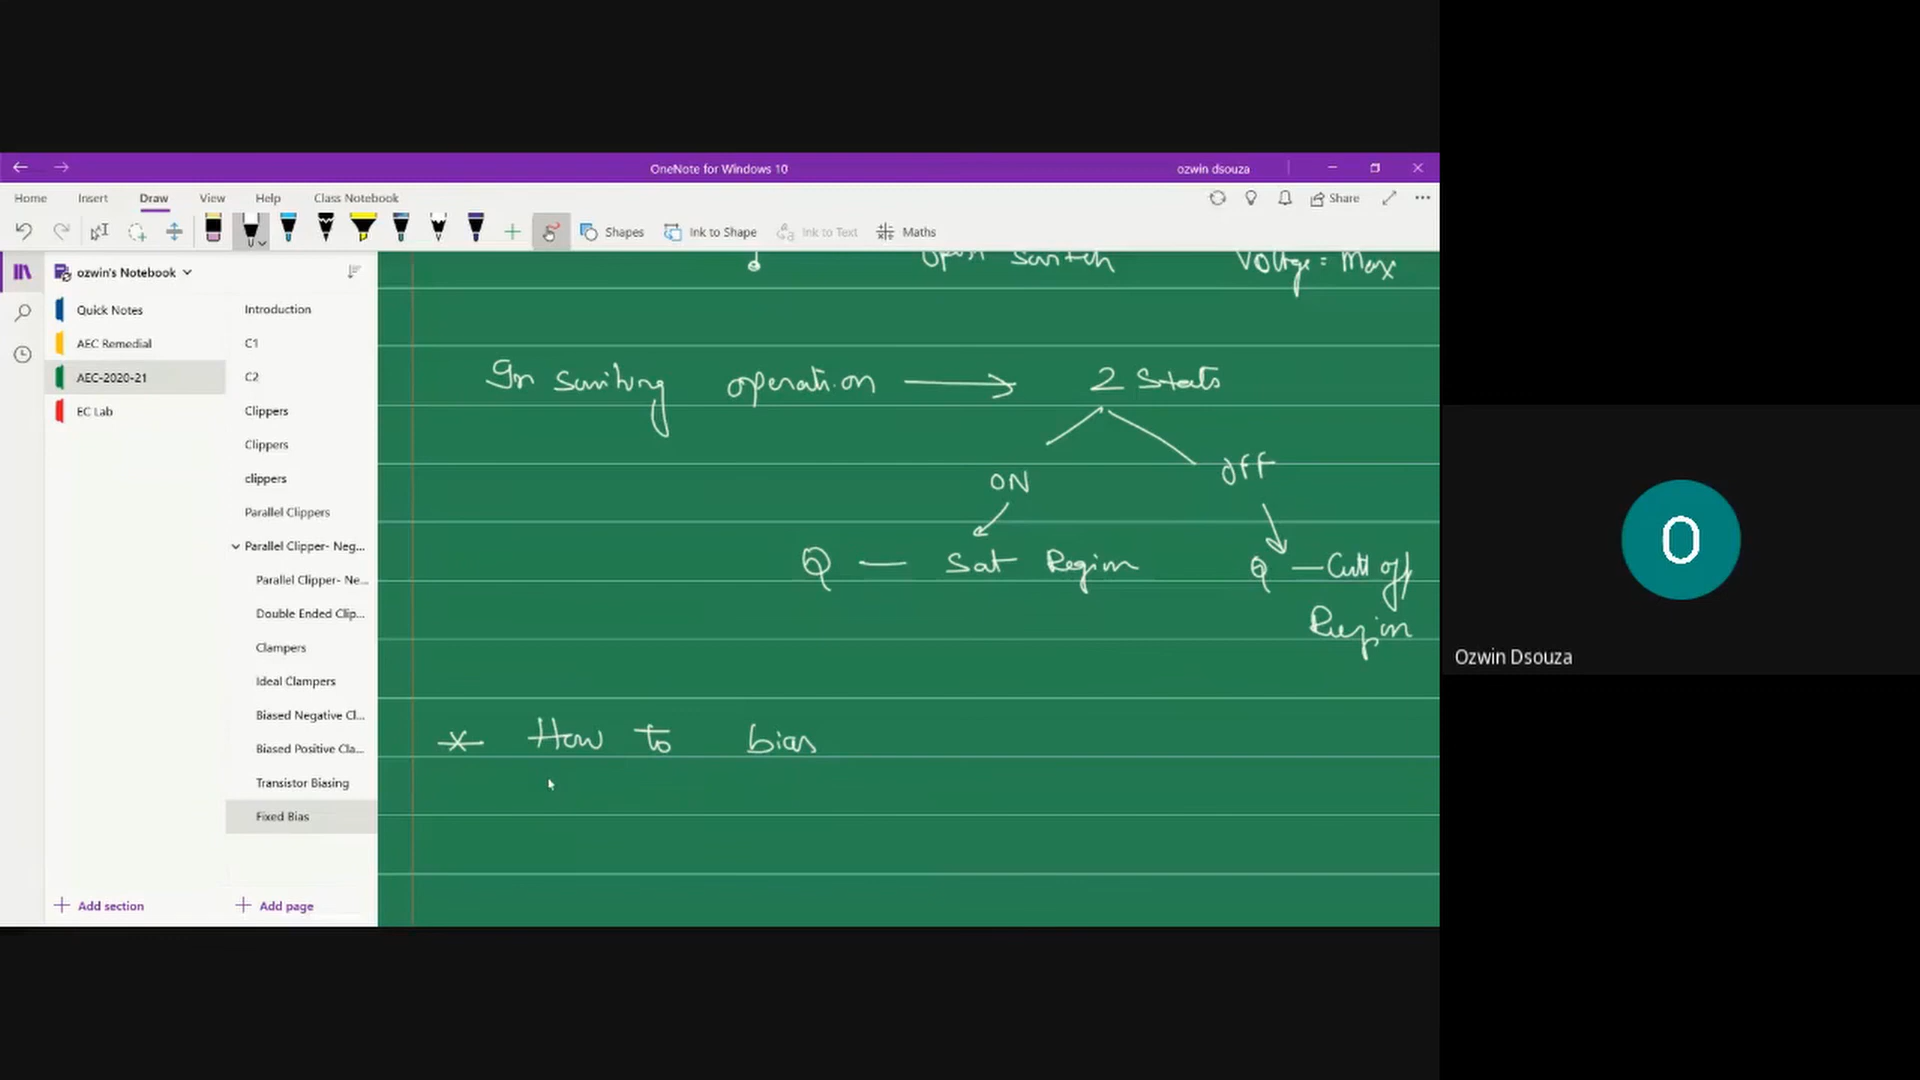 OneNote for Windows 10
ozwin dsouza
Home Insert Draw View Help Class Notebook
Share
Shapes Ink to Shape Ink to Text Maths
ozwin's Notebook
Quick Notes
AEC Remedial
AEC-2020-21
EC Lab
Add section
Introduction
C1
C2
Clippers
Clippers
clippers
Parallel Clippers
Parallel Clipper- Neg...
Parallel Clipper- Ne...
Double Ended Clip...
Clampers
Ideal Clampers
Biased Negative Cl...
Biased Positive Cla...
Transistor Biasing
Fixed Bias
Add page
Open Switch Voltage = Max
In operation → 2 States
ON OFF
Q — Sat Region Q — Cutt off
Region
* How to bias
O
Ozwin Dsouza